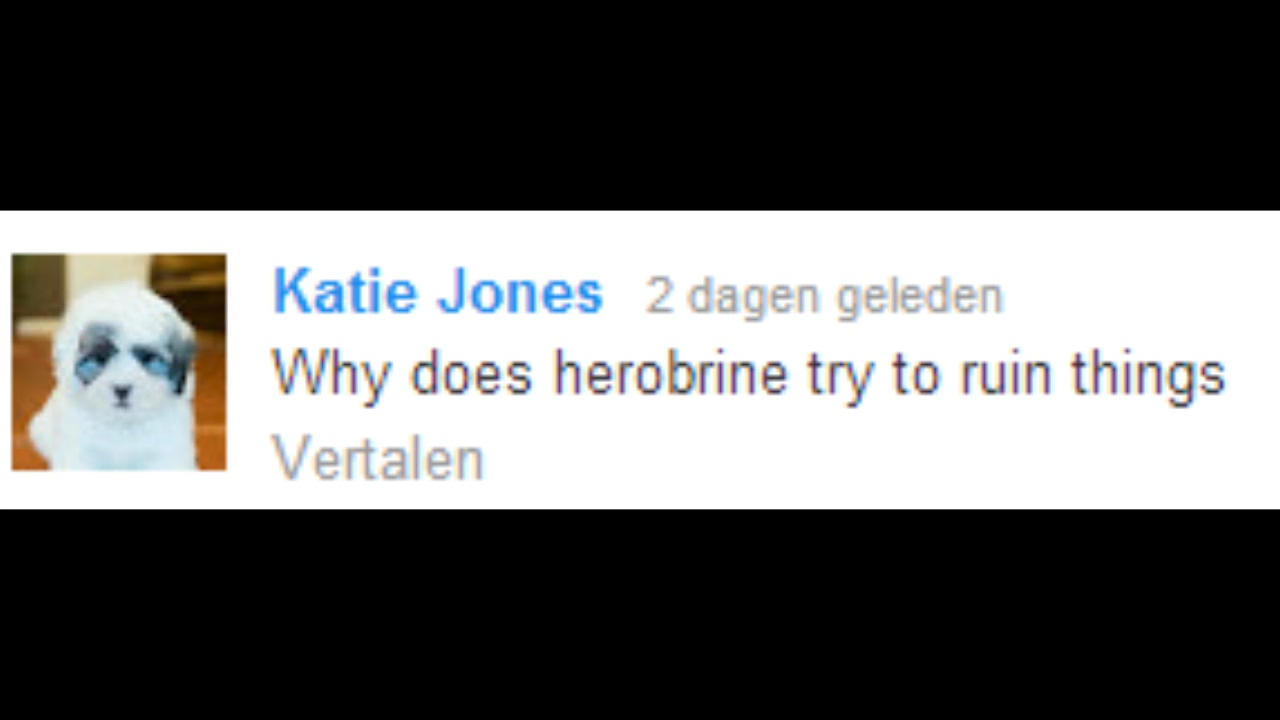 Katie Jones 2 dagen geleden
Why does herobrine try to ruin things
Vertalen